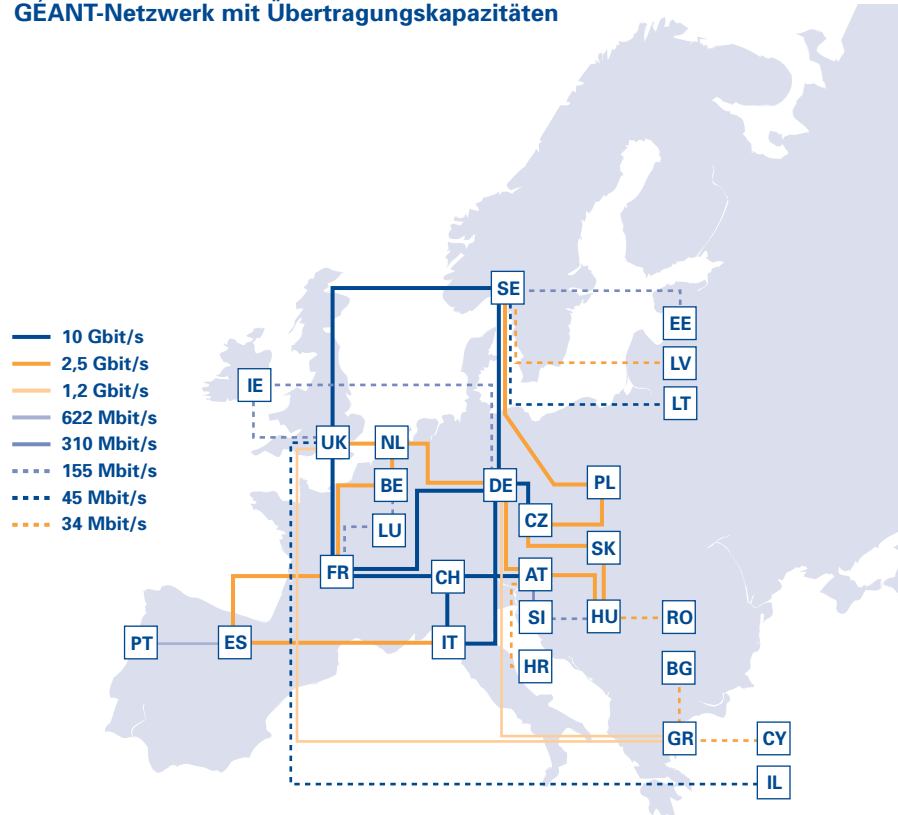 GÉANT-Netzwerk mit Übertragungskapazitäten
SE
EE
10 Gbit/s
2,5 Gbit/s
LV
1,2 Gbit/s
IE
LT
622 Mbit/s
310 Mbit/s
UK
NL
155 Mbit/s
45 Mbit/s
BE
DE
PL
34 Mbit/s
LU
CZ
SK
FR
CH
AT
SI
HU
RO
PT
ES
IT
HR
BG
GR
CY
IL